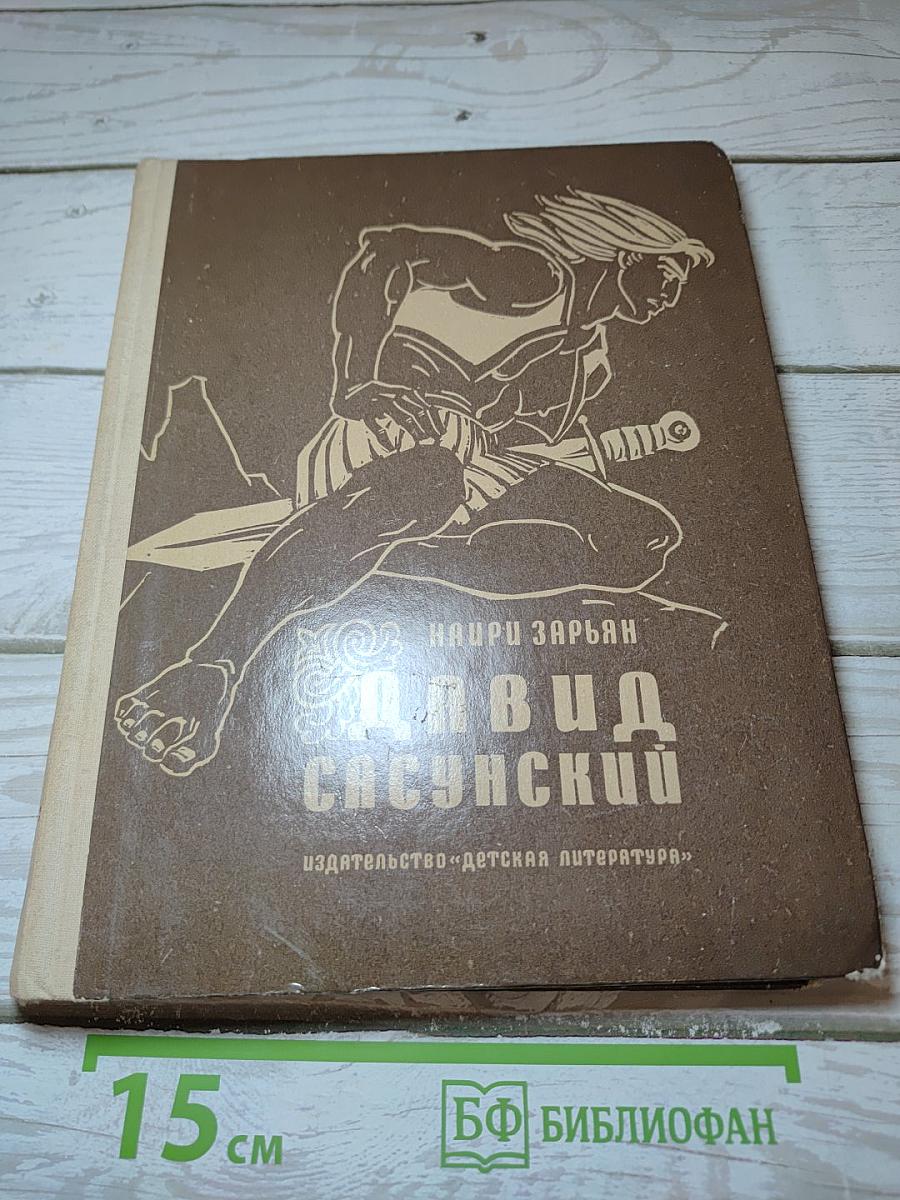 НАИРИ ЗАРЬЯН
ДАВИД
САСУНСКИЙ
ИЗДАТЕЛЬСТВО «ДЕТСКАЯ ЛИТЕРАТУРА»
15 см
БФ БИБЛИОФАН